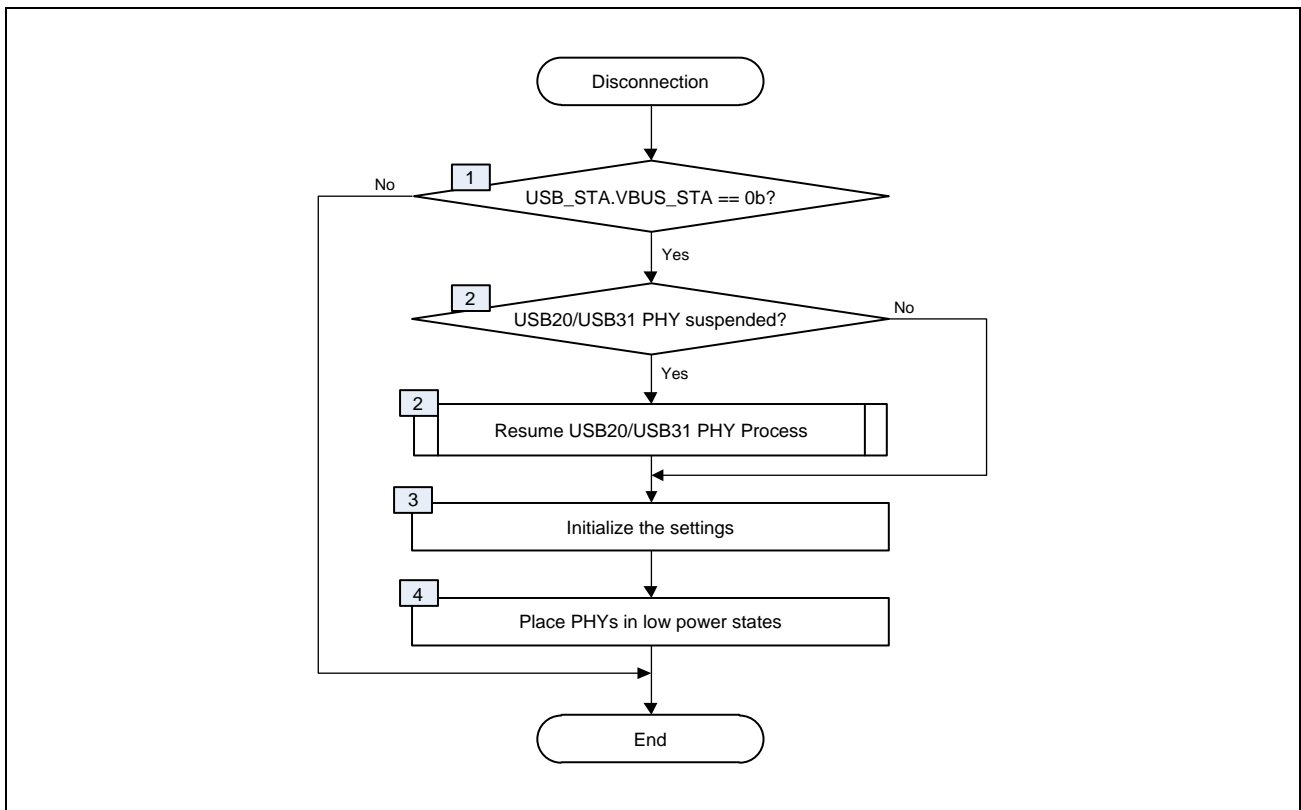 Disconnection
1
No
USB_STA.VBUS_STA == 0b?
Yes
2
No
USB20/USB31 PHY suspended?
Yes
2
Resume USB20/USB31 PHY Process
3
Initialize the settings
4
Place PHYs in low power states
End